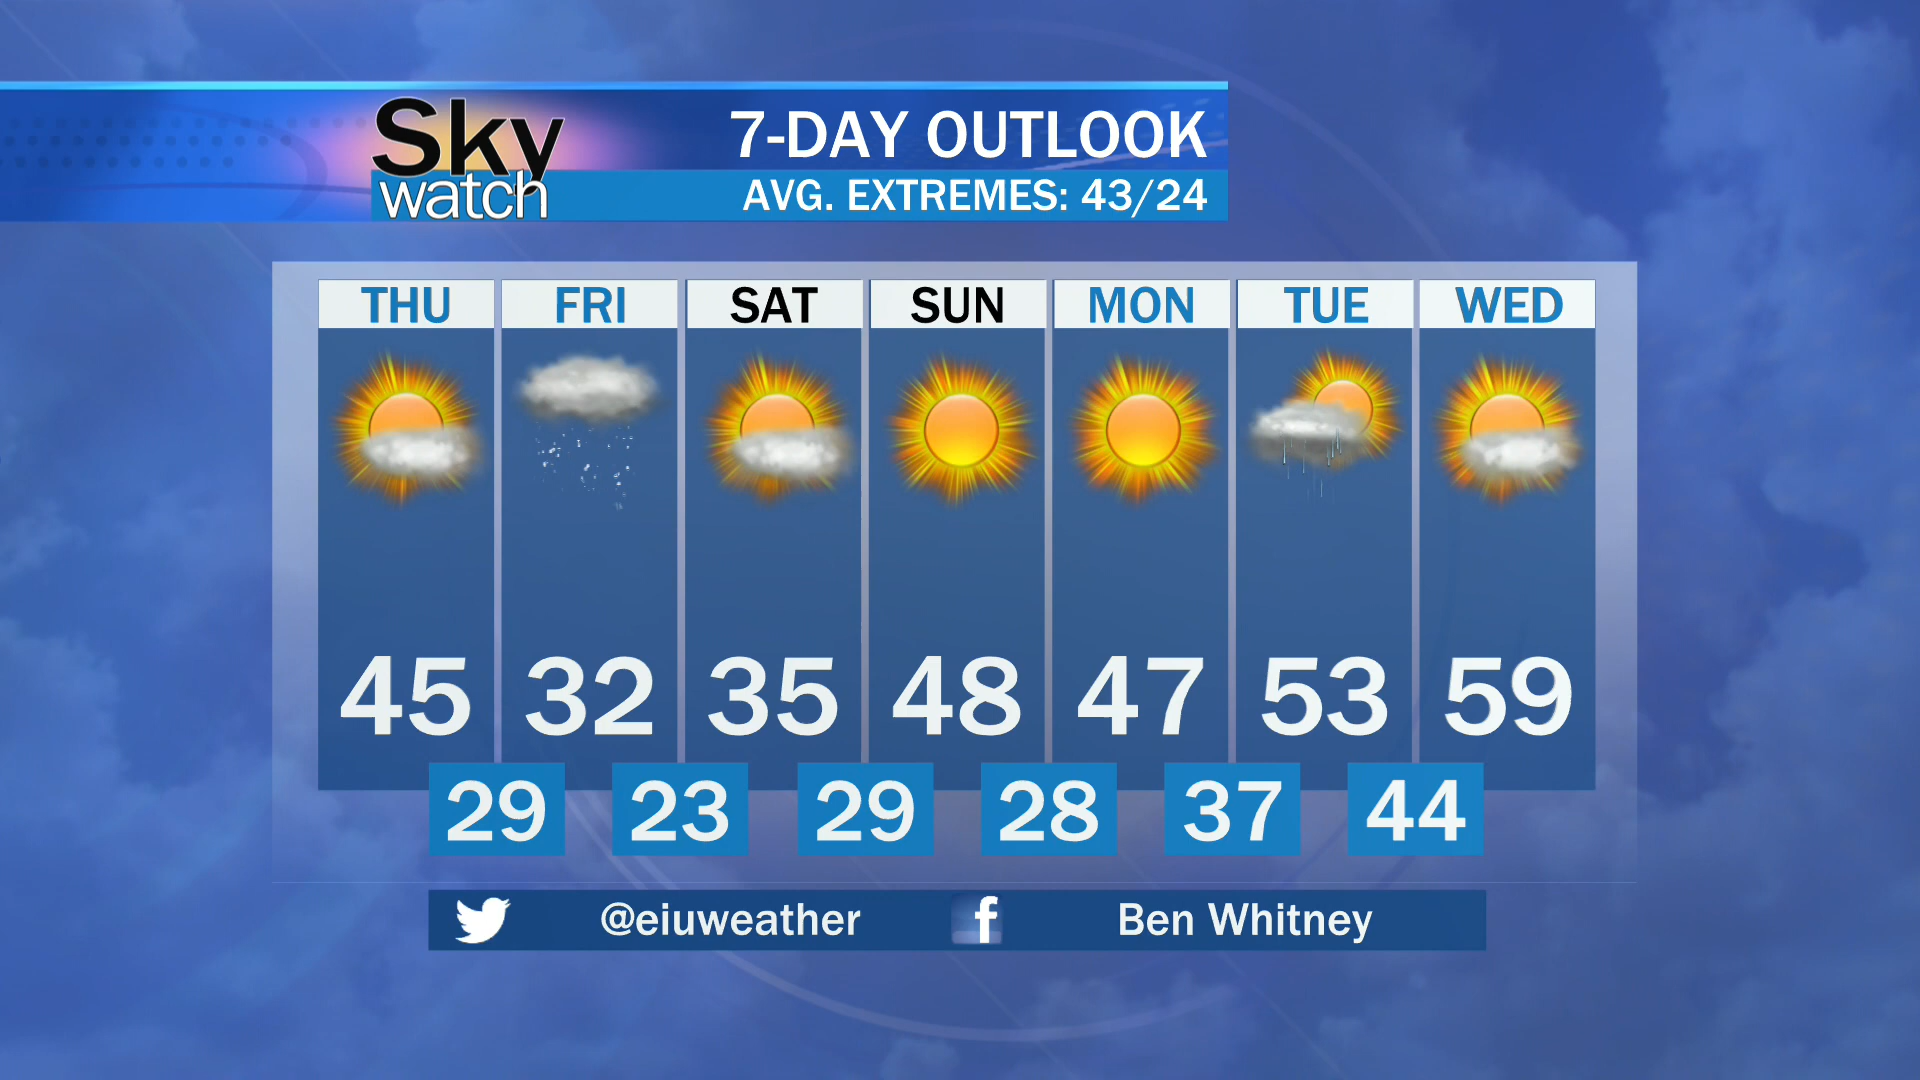 Sky
watch
7-DAY OUTLOOK
AVG. EXTREMES: 43/24
THU FRI SAT SUN MON TUE WED
45 32 35 48 47 53 59
29 23 29 28 37 44
@eiuweather f Ben Whitney